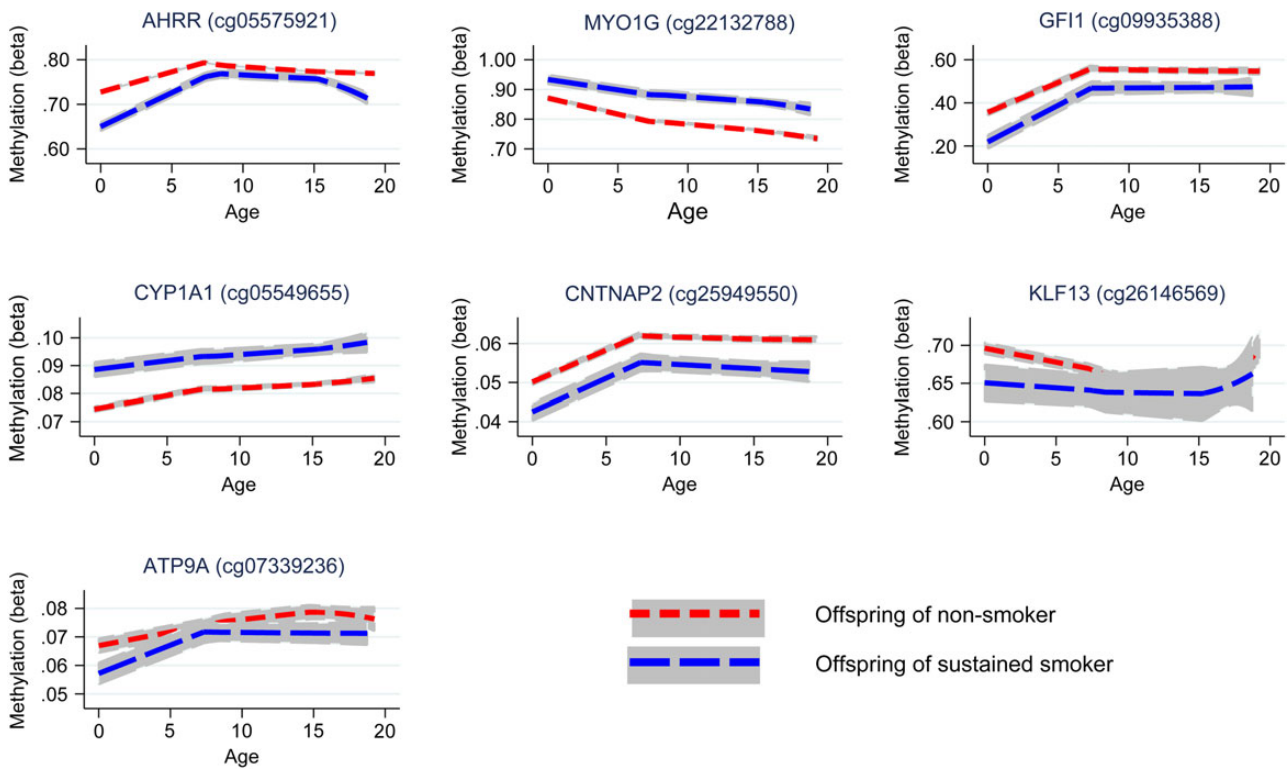 AHRR (cg05575921)
Methylation (beta)
.80
.70
.60
0 5 10 15 20
Age
MYO1G (cg22132788)
Methylation (beta)
1.00
.90
.80
.70
0 5 10 15 20
Age
GFI1 (cg09935388)
Methylation (beta)
.60
.40
.20
0 5 10 15 20
Age
CYP1A1 (cg05549655)
Methylation (beta)
.10
.09
.08
.07
0 5 10 15 20
Age
CNTNAP2 (cg25949550)
Methylation (beta)
.06
.05
.04
0 5 10 15 20
Age
KLF13 (cg26146569)
Methylation (beta)
.70
.65
.60
0 5 10 15 20
Age
ATP9A (cg07339236)
Methylation (beta)
.08
.07
.06
.05
0 5 10 15 20
Age
Offspring of non-smoker
Offspring of sustained smoker